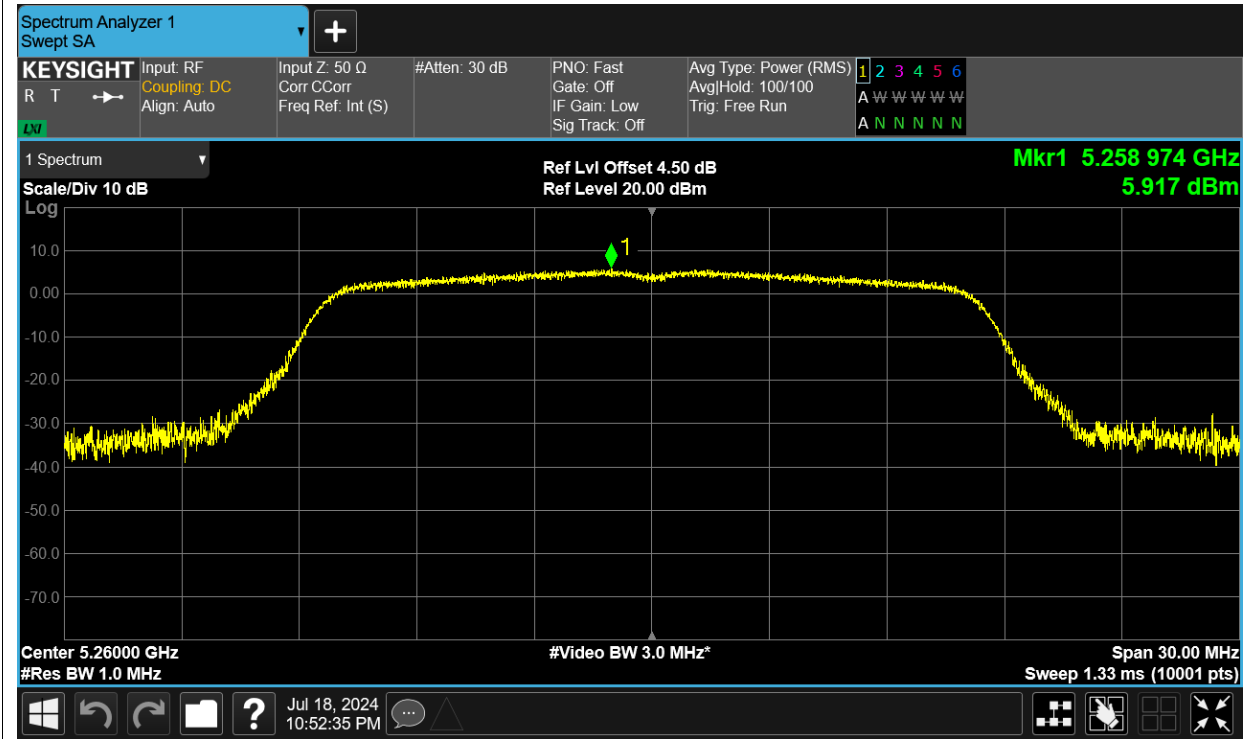 Spectrum Analyzer 1
Swept SA
KEYSIGHT
R T
LXI
Input: RF
Coupling: DC
Align: Auto
Input Z: 50 Ω
Corr CCorr
Freq Ref: Int (S)
#Atten: 30 dB
PNO: Fast
Gate: Off
IF Gain: Low
Sig Track: Off
Avg Type: Power (RMS)
Avg|Hold: 100/100
Trig: Free Run
1 2 3 4 5 6
A W W W W W
A N N N N N
1 Spectrum
Scale/Div 10 dB
Log
Ref Lvl Offset 4.50 dB
Ref Level 20.00 dBm
Mkr1 5.258 974 GHz
5.917 dBm
1
10.0
0.00
-10.0
-20.0
-30.0
-40.0
-50.0
-60.0
-70.0
Center 5.26000 GHz
#Video BW 3.0 MHz*
Span 30.00 MHz
#Res BW 1.0 MHz
Sweep 1.33 ms (10001 pts)
?
Jul 18, 2024
10:52:35 PM